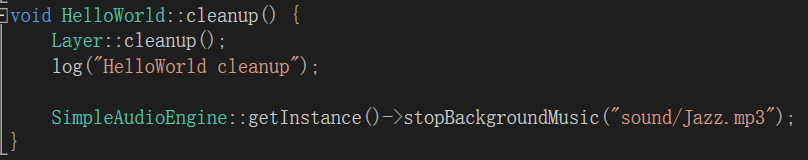 void HelloWorld::cleanup() {
    Layer::cleanup();
    log("HelloWorld cleanup");

    SimpleAudioEngine::getInstance()->stopBackgroundMusic("sound/Jazz.mp3");
}